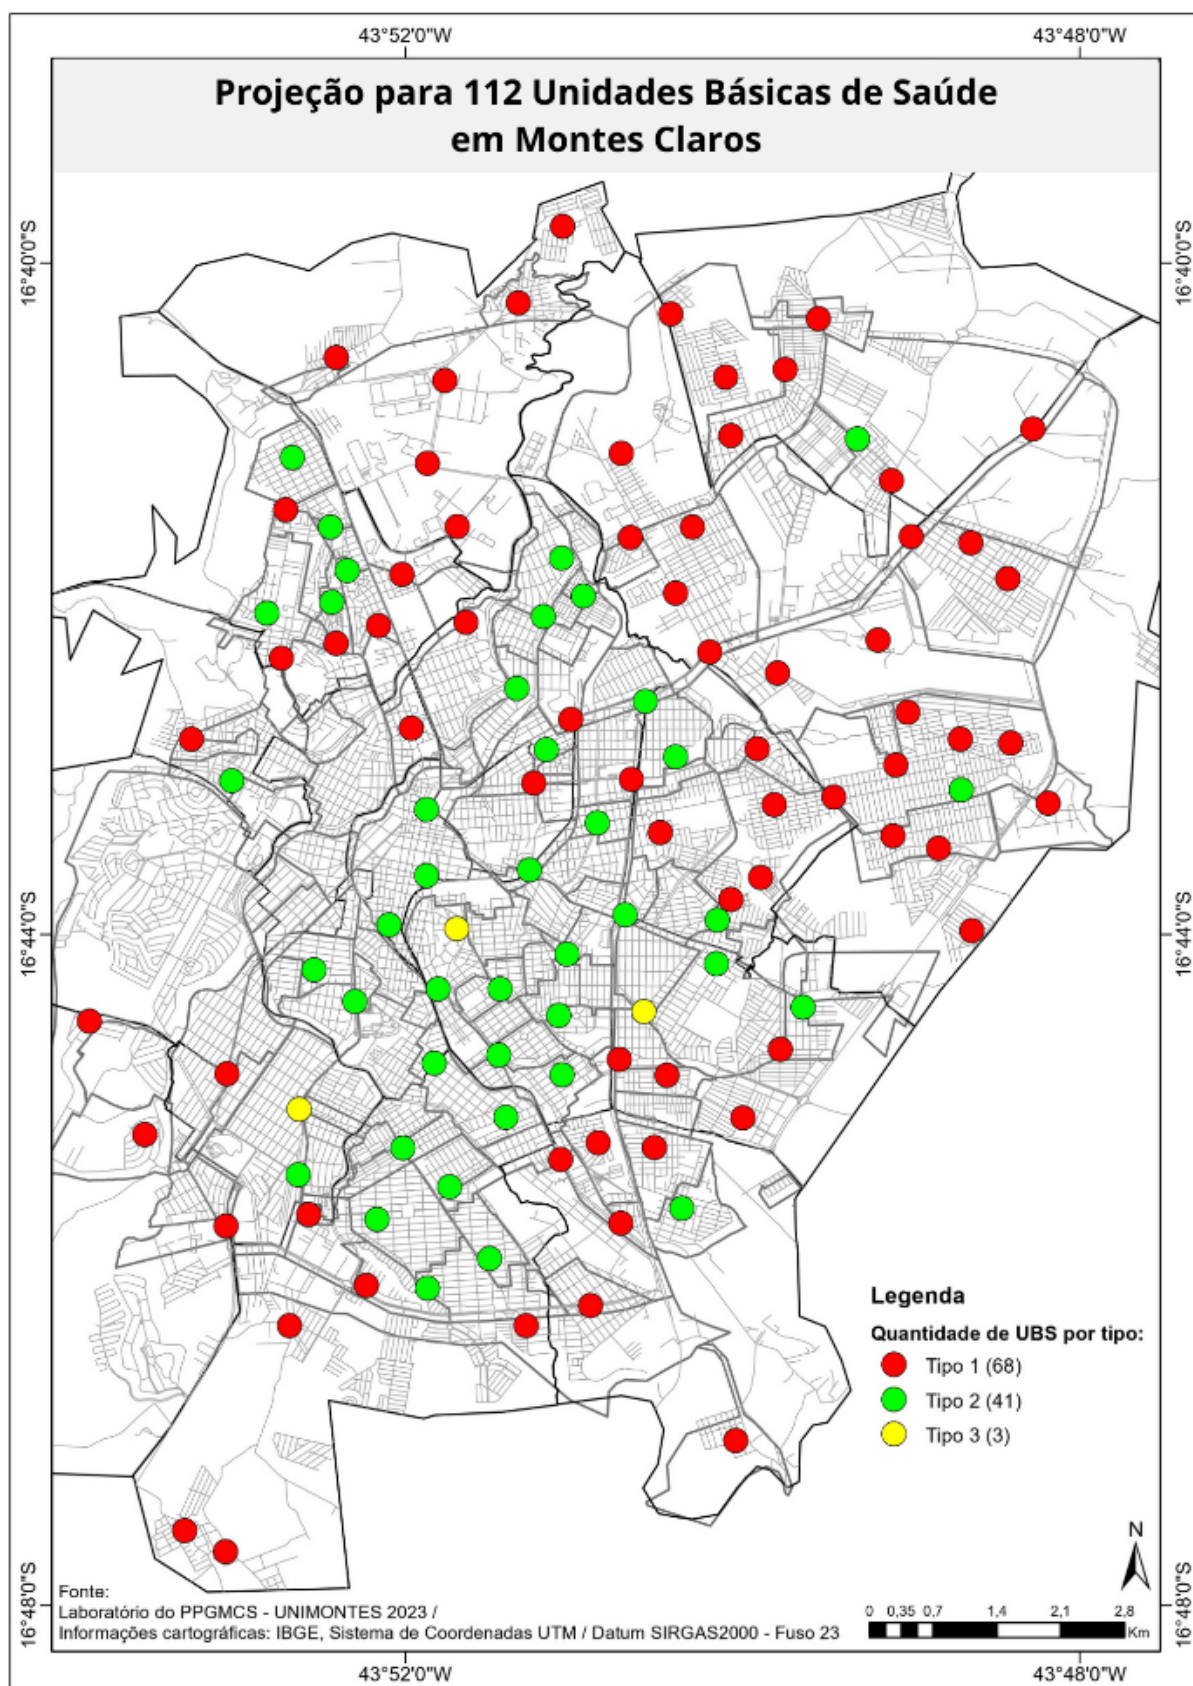 43°52'0"W
43°48'0"W
Projeção para 112 Unidades Básicas de Saúde
em Montes Claros
16°40'0"S
16°40'0"S
16°44'0"S
16°44'0"S
Legenda
Quantidade de UBS por tipo:
Tipo 1 (68)
Tipo 2 (41)
Tipo 3 (3)
N
16°48'0"S
16°48'0"S
Fonte:
Laboratório do PPGMCS - UNIMONTES 2023 /
Informações cartográficas: IBGE, Sistema de Coordenadas UTM / Datum SIRGAS2000 - Fuso 23
0 0,35 0,7 1,4 2,1 2,8
Km
43°52'0"W
43°48'0"W